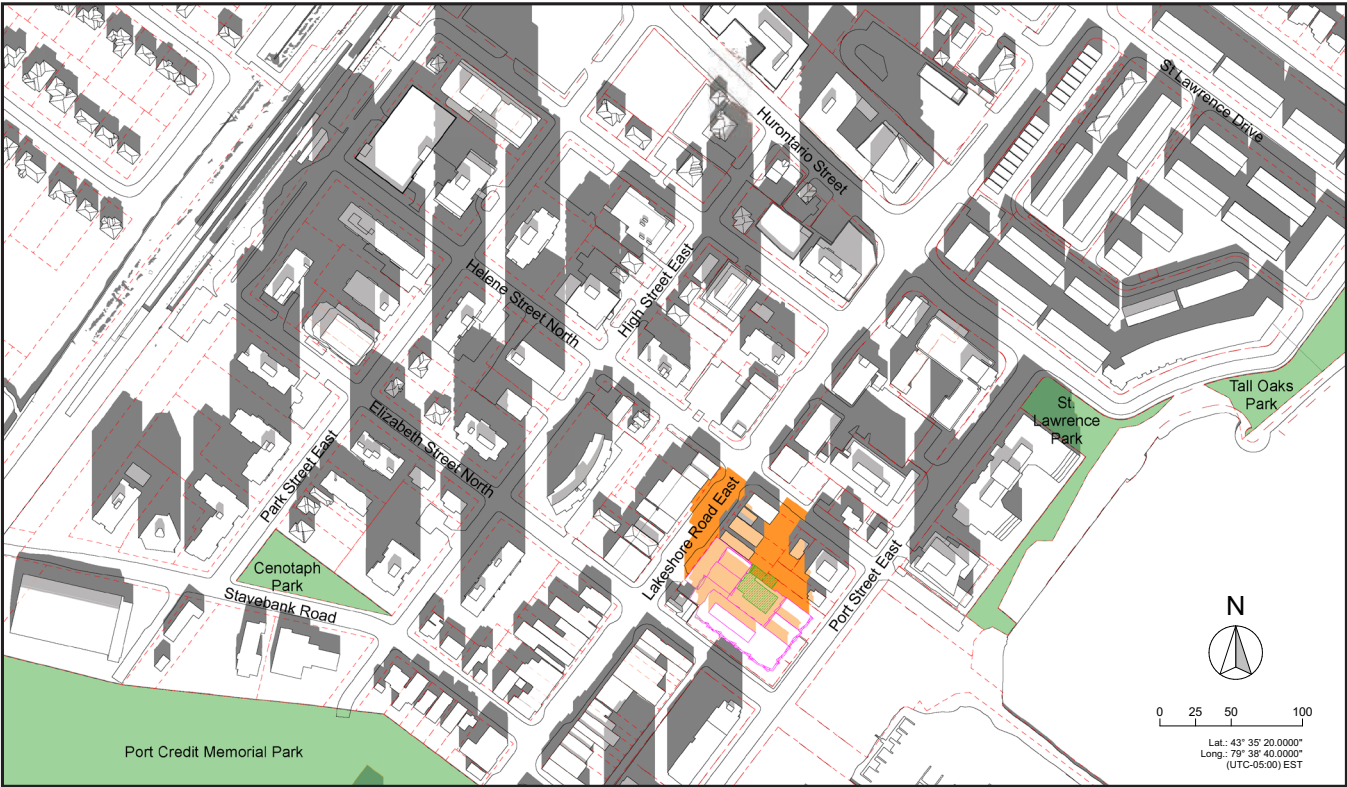 St Lawrence Drive
Hurontario Street
High Street East
Helene Street North
Tall Oaks
Park
St.
Lawrence
Park
Elizabeth Street North
Park Street East
Lakeshore Road East
Port Street East
Cenotaph
Park
Stavebank Road
N
0 25 50 100
Lat.: 43° 35' 20.0000"
Long.: 79° 38' 40.0000"
(UTC-05:00) EST
Port Credit Memorial Park